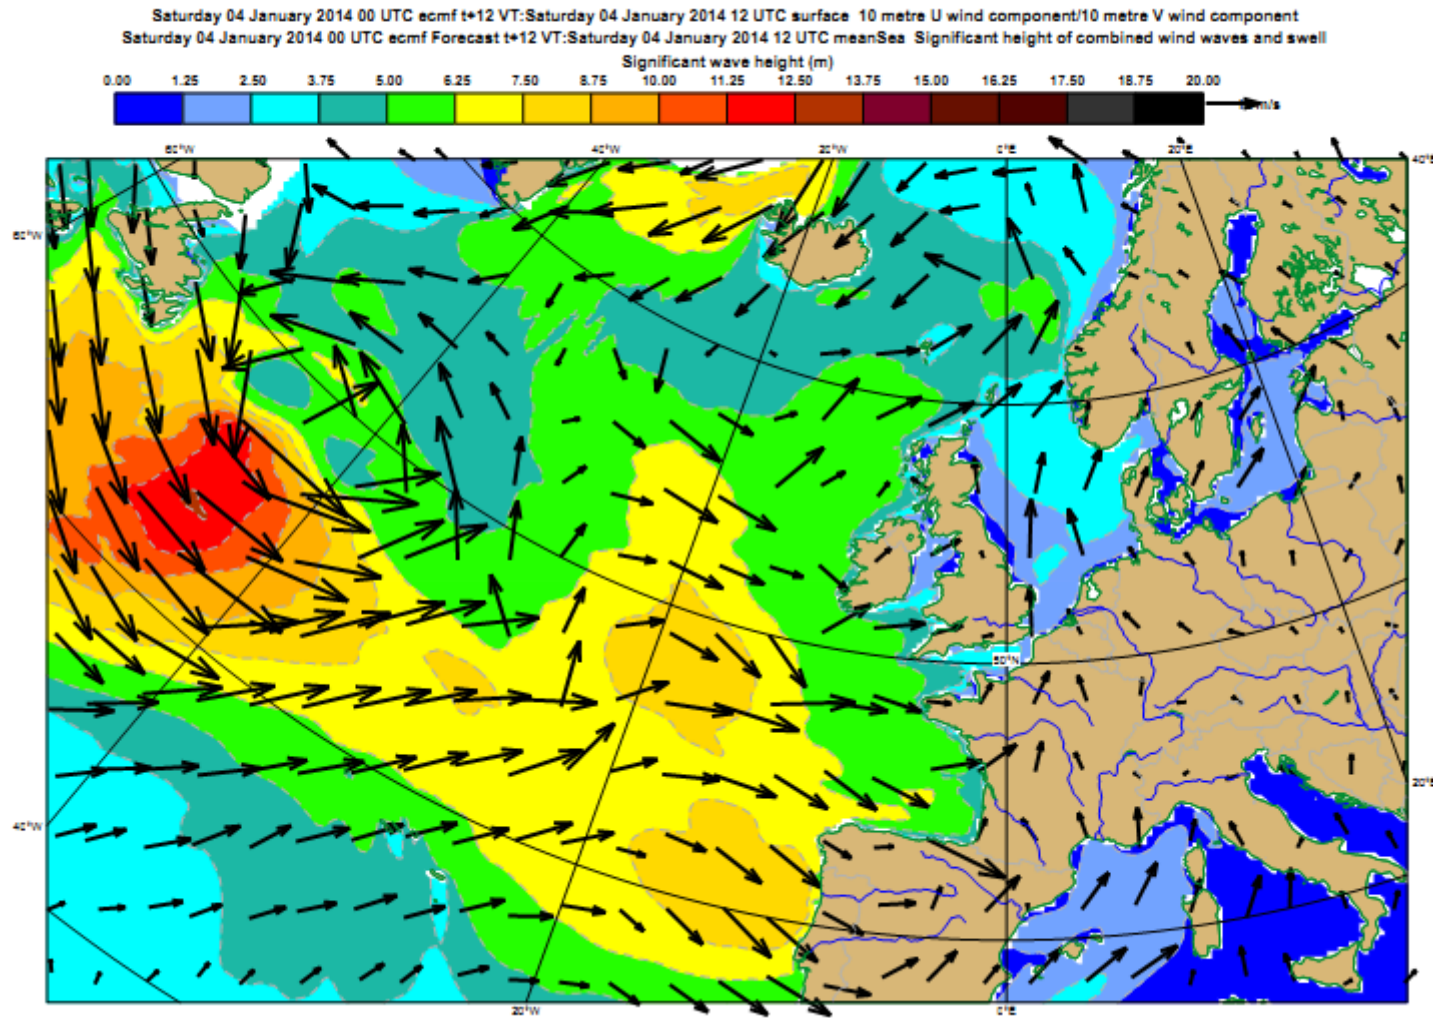 Saturday 04 January 2014 00 UTC ecmf t+12 VT:Saturday 04 January 2014 12 UTC surface 10 metre U wind component/10 metre V wind component
Saturday 04 January 2014 00 UTC ecmf Forecast t+12 VT:Saturday 04 January 2014 12 UTC meanSea Significant height of combined wind waves and swell
Significant wave height (m)
0.00 1.25 2.50 3.75 5.00 6.25 7.50 8.75 10.00 11.25 12.50 13.75 15.00 16.25 17.50 18.75 20.00
m/s
60°W 40°W 20°W 0°E 20°E 40°E
60°W
50°N
20°E
40°W
20°W 0°E